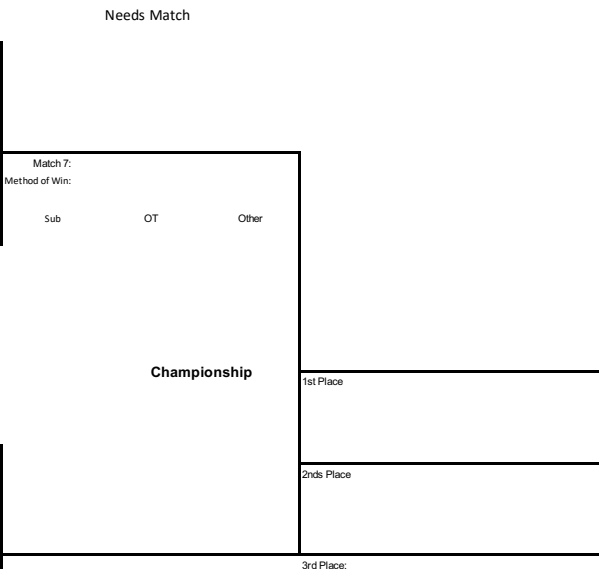 Needs Match
Match 7:
Method of Win:
Sub OT Other
Championship
1st Place
2nds Place
3rd Place: